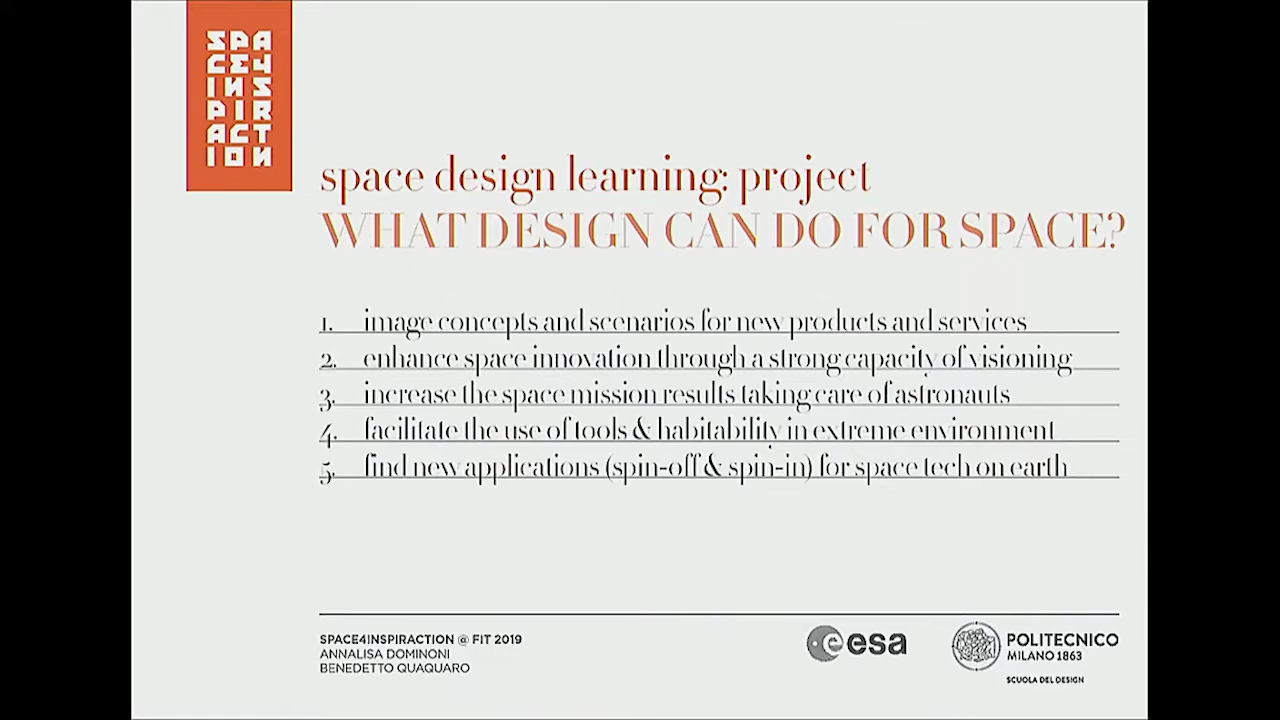 SPA
CE4
INS
PIR
ACT
ION
space design learning: project
WHAT DESIGN CAN DO FOR SPACE?
1. image concepts and scenarios for new products and services
2. enhance space innovation through a strong capacity of visioning
3. increase the space mission results taking care of astronauts
4. facilitate the use of tools & habitability in extreme environment
5. find new applications (spin-off & spin-in) for space tech on earth
SPACE4INSPIRACTION @ FIT 2019
ANNALISA DOMINONI
BENEDETTO QUAQUARO
esa
POLITECNICO
MILANO 1863
SCUOLA DEL DESIGN